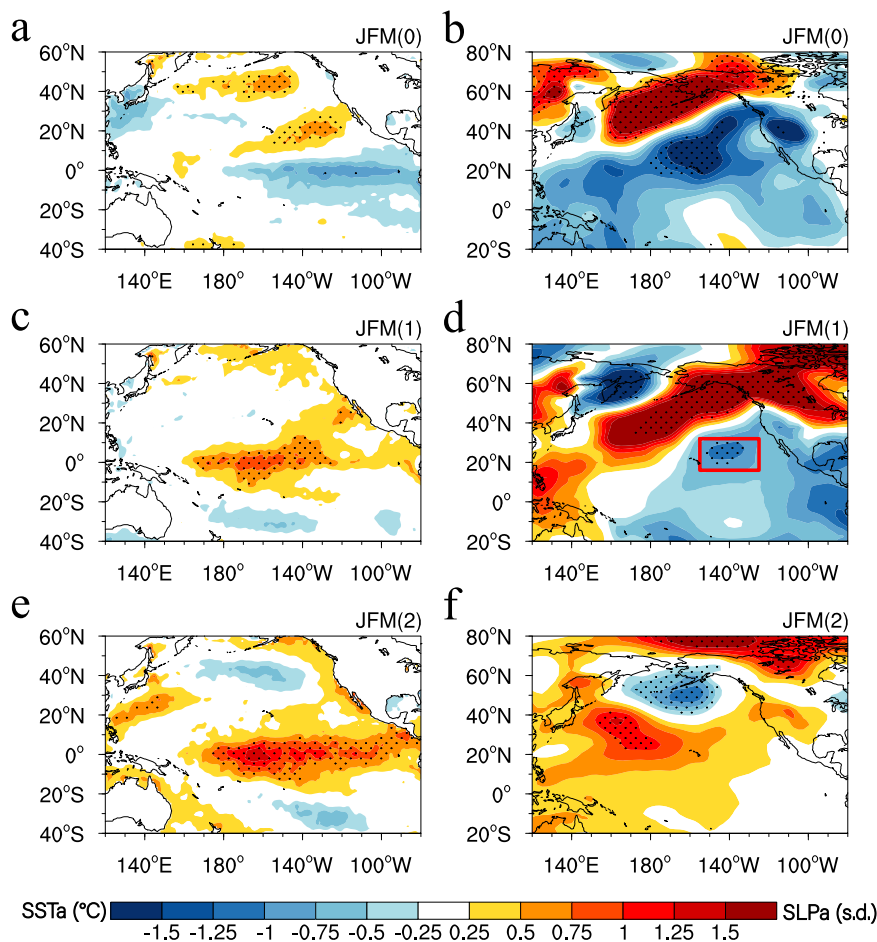 a JFM(0) b JFM(0)
60°N 80°N
40°N 60°N
20°N 40°N
0° 20°N
20°S 0°
40°S 20°S
140°E 180° 140°W 100°W 140°E 180° 140°W 100°W
c JFM(1) d JFM(1)
60°N 80°N
40°N 60°N
20°N 40°N
0° 20°N
20°S 0°
40°S 20°S
140°E 180° 140°W 100°W 140°E 180° 140°W 100°W
e JFM(2) f JFM(2)
60°N 80°N
40°N 60°N
20°N 40°N
0° 20°N
20°S 0°
40°S 20°S
140°E 180° 140°W 100°W 140°E 180° 140°W 100°W
SSTa (°C) SLPa (s.d.)
-1.5 -1.25 -1 -0.75 -0.5 -0.25 0.25 0.5 0.75 1 1.25 1.5